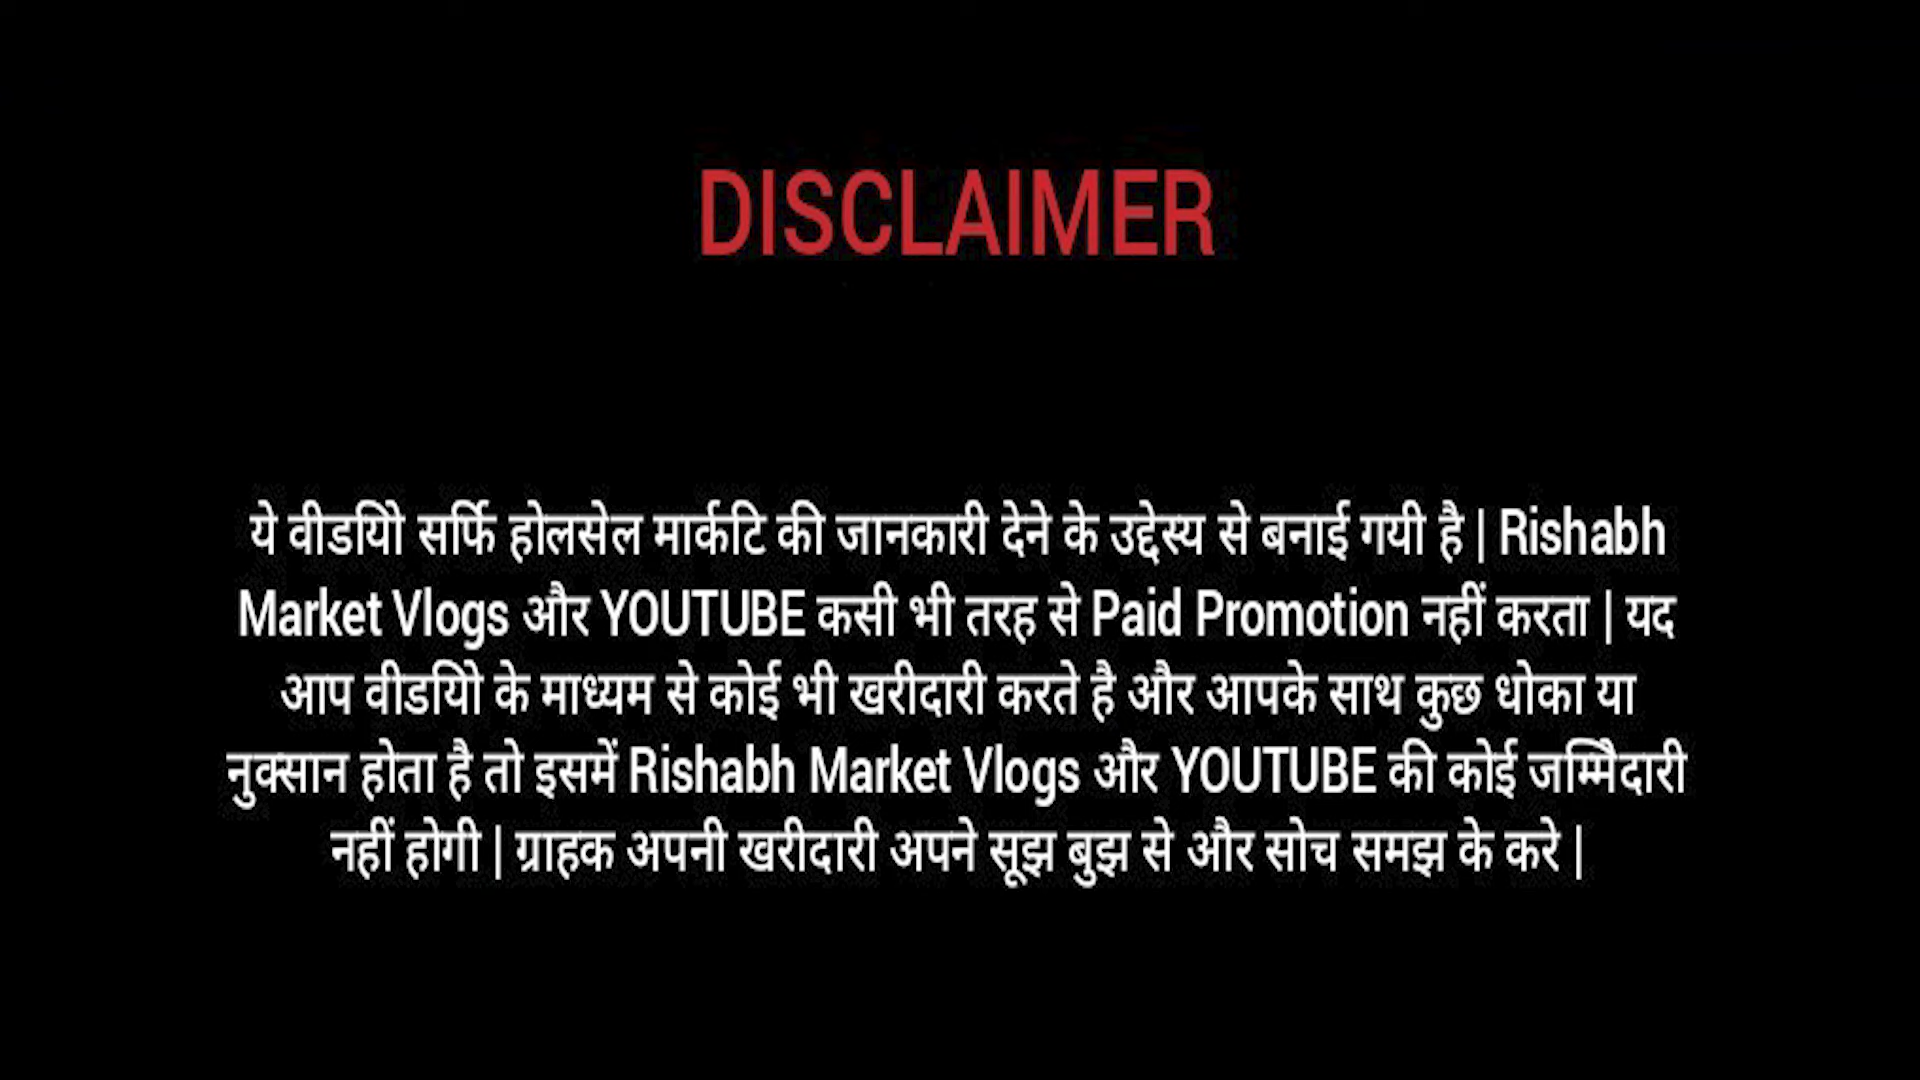 DISCLAIMER
ये वीडयिो सर्फि होलसेल मार्कटि की जानकारी देने के उद्देस्य से बनाई गयी है | Rishabh
Market Vlogs और YOUTUBE कसिी भी तरह से Paid Promotion नहीं करता | यद
आप वीडयिो के माध्यम से कोई भी खरीदारी करते है और आपके साथ कुछ धोका या
नुक्सान होता है तो इसमें Rishabh Market Vlogs और YOUTUBE की कोई जम्मिेदारी
नहीं होगी | ग्राहक अपनी खरीदारी अपने सूझ बुझ से और सोच समझ के करे |